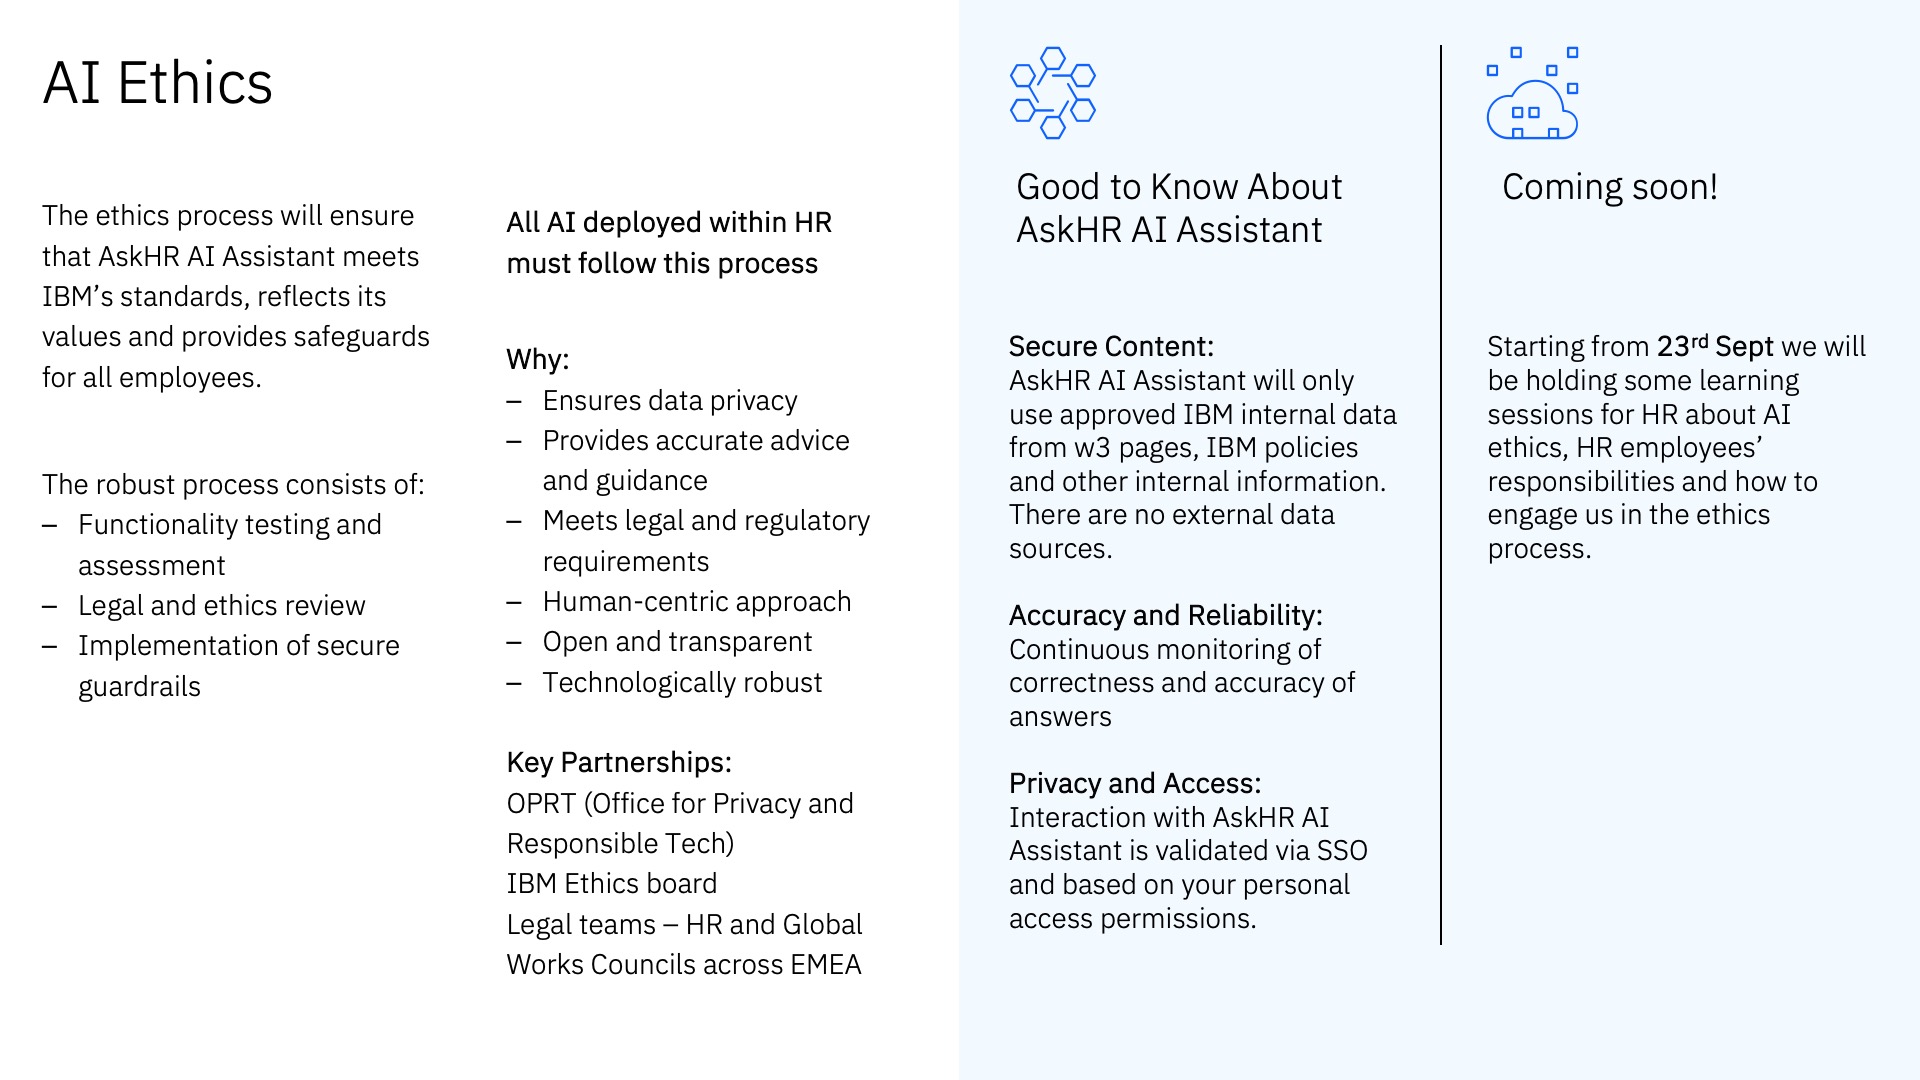 AI Ethics
The ethics process will ensure
that AskHR AI Assistant meets
IBM’s standards, reflects its
values and provides safeguards
for all employees.
The robust process consists of:
– Functionality testing and
assessment
– Legal and ethics review
– Implementation of secure
guardrails
All AI deployed within HR
must follow this process
Why:
– Ensures data privacy
– Provides accurate advice
and guidance
– Meets legal and regulatory
requirements
– Human-centric approach
– Open and transparent
– Technologically robust
Key Partnerships:
OPRT (Office for Privacy and
Responsible Tech)
IBM Ethics board
Legal teams – HR and Global
Works Councils across EMEA
Good to Know About
AskHR AI Assistant
Secure Content:
AskHR AI Assistant will only
use approved IBM internal data
from w3 pages, IBM policies
and other internal information.
There are no external data
sources.
Accuracy and Reliability:
Continuous monitoring of
correctness and accuracy of
answers
Privacy and Access:
Interaction with AskHR AI
Assistant is validated via SSO
and based on your personal
access permissions.
Coming soon!
Starting from 23rd Sept we will
be holding some learning
sessions for HR about AI
ethics, HR employees’
responsibilities and how to
engage us in the ethics
process.